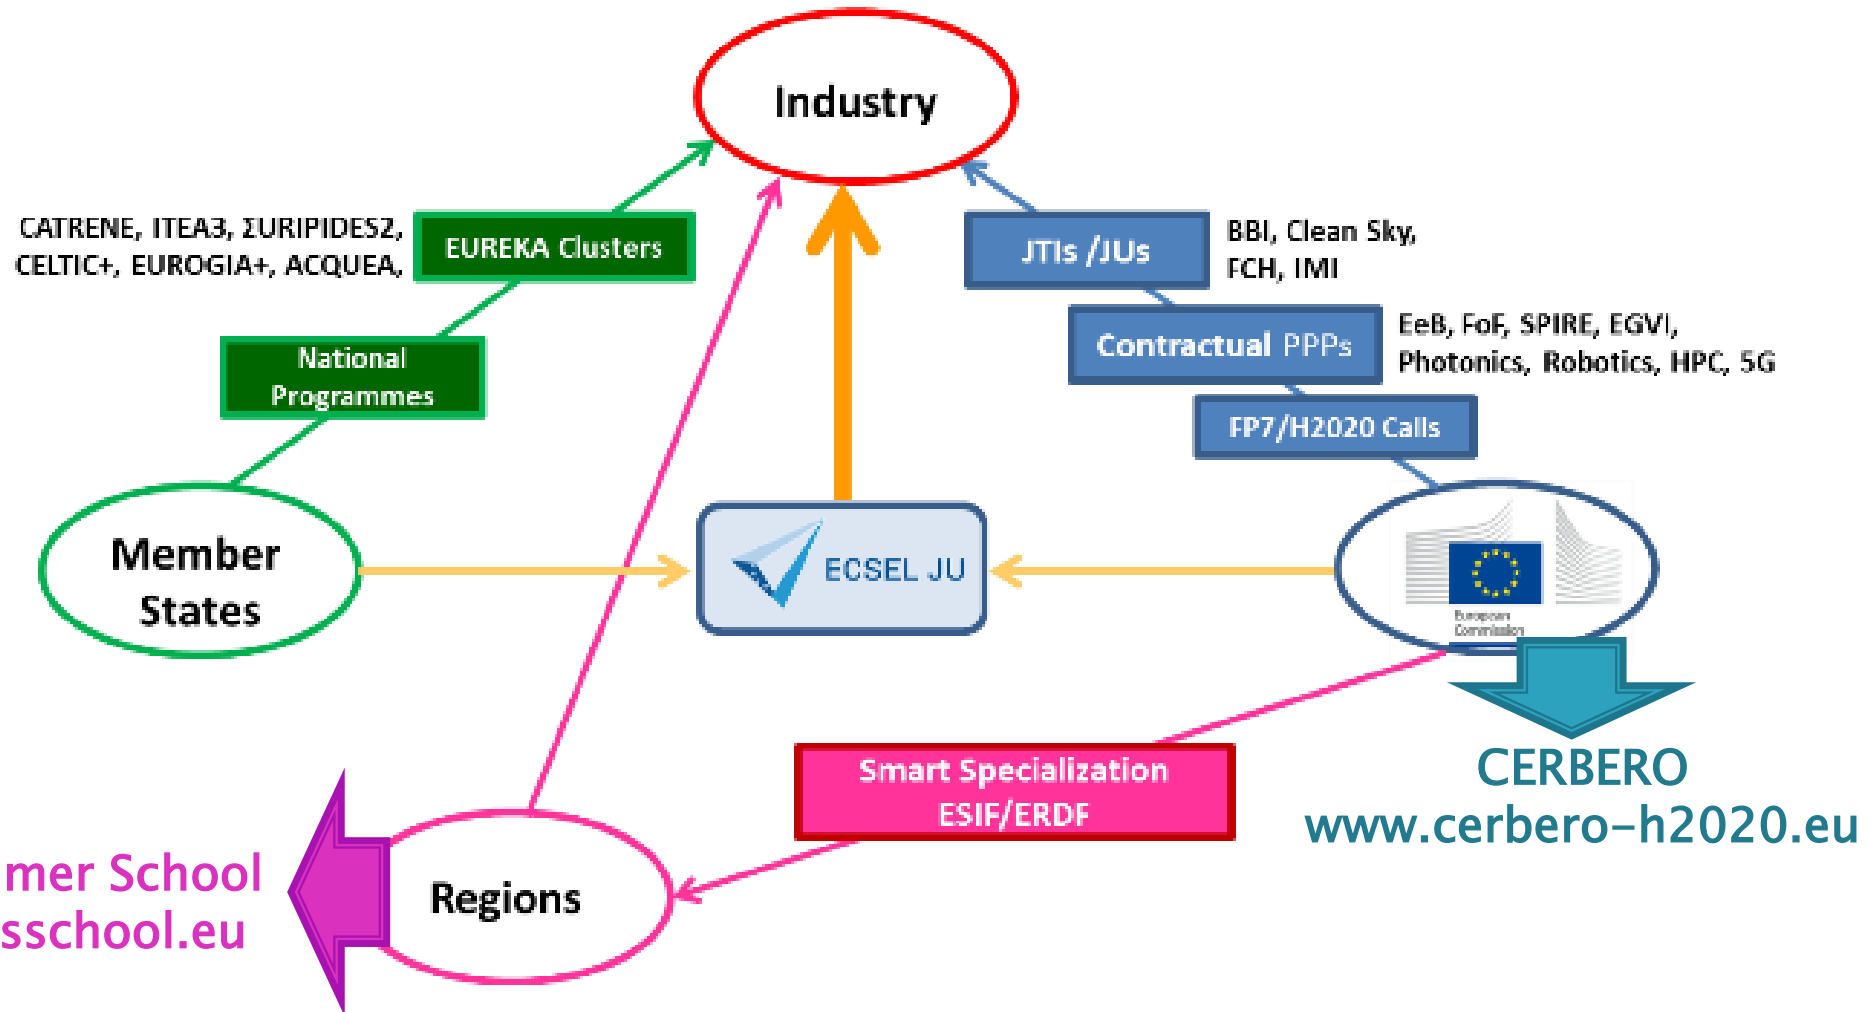 Industry
CATRENE, ITEA3, ΣURIPIDES2,
CELTIC+, EUROGIA+, ACQUEA,
EUREKA Clusters
JTIs /JUs
BBI, Clean Sky,
FCH, IMI
National
Programmes
Contractual PPPs
EeB, FoF, SPIRE, EGVI,
Photonics, Robotics, HPC, 5G
FP7/H2020 Calls
Member
States
ECSEL JU
European
Commission
Smart Specialization
ESIF/ERDF
CERBERO
www.cerbero-h2020.eu
mer School
sschool.eu
Regions